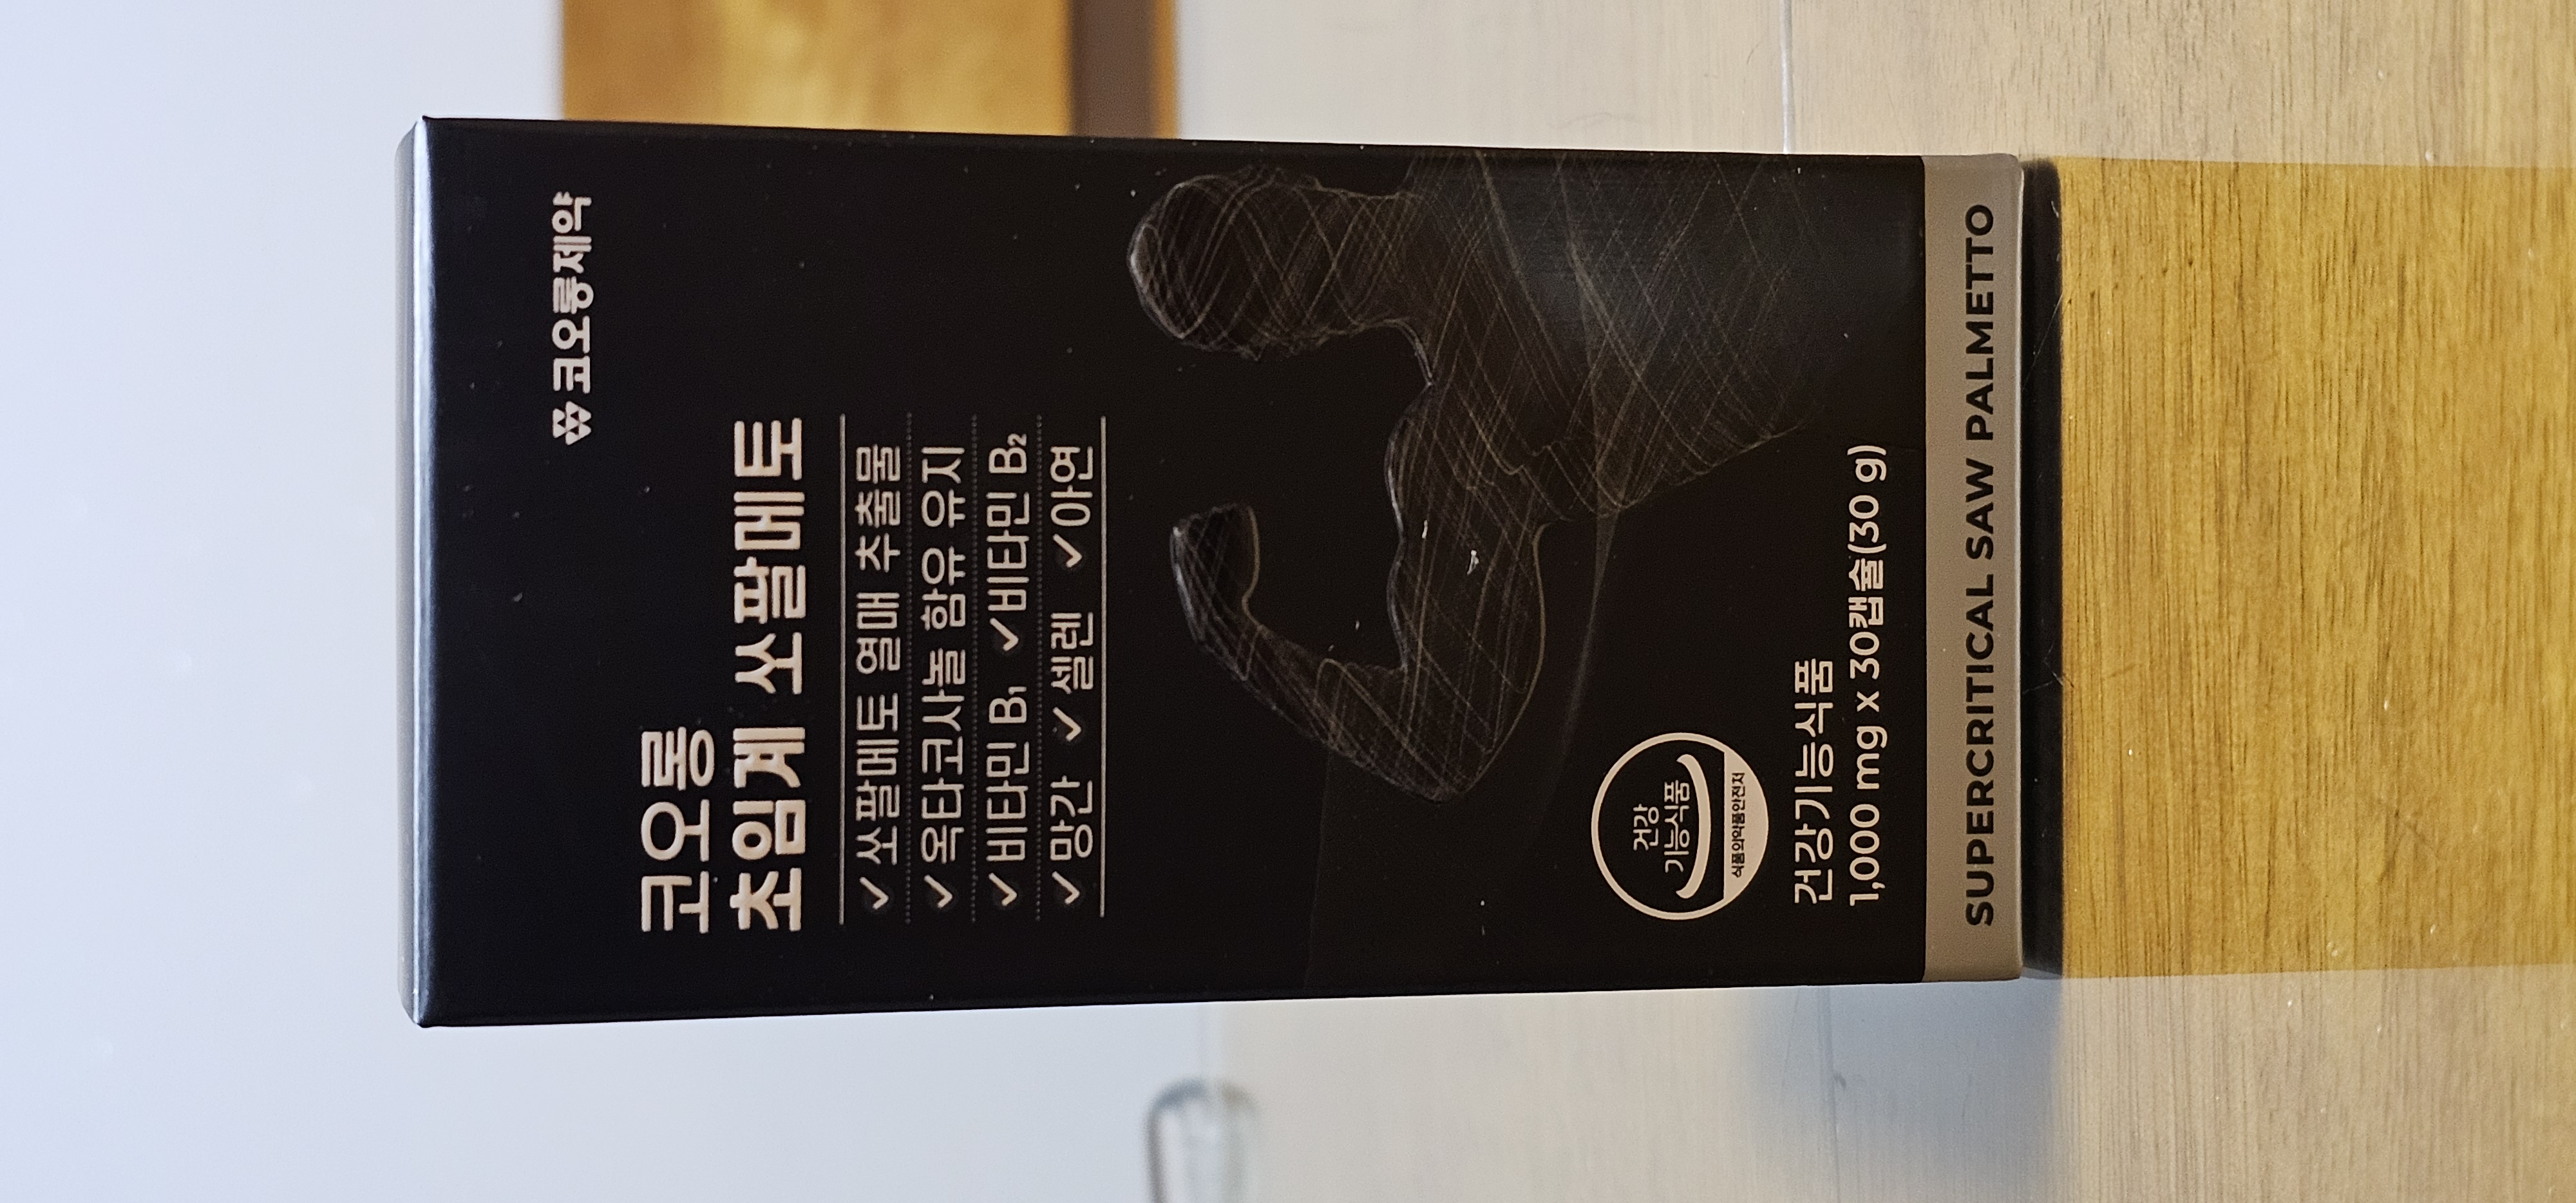 코오롱제약
코오롱
초임계 쏘팔메토
✓ 쏘팔메토 열매 추출물
✓ 옥타코사놀 함유 유지
✓ 비타민 B₁ ✓ 비타민 B₂
✓ 망간 ✓ 셀렌 ✓ 아연
건강
기능식품
식품의약품안전처
건강기능식품
1,000 mg x 30캡슐(30 g)
SUPERCRITICAL SAW PALMETTO